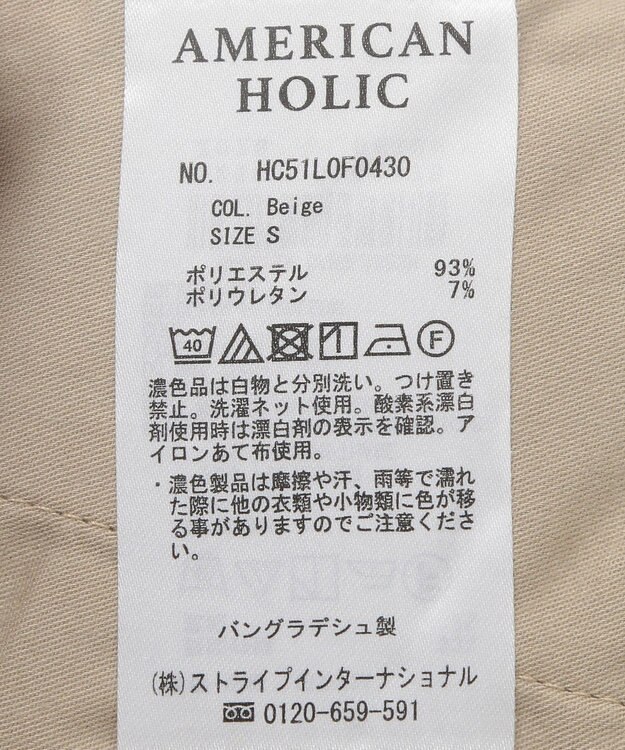 AMERICAN
HOLIC
NO. HC51L0F0430
COL. Beige
SIZE S
ポリエステル 93%
ポリウレタン 7%
40 F
濃色品は白物と分別洗い。つけ置き
禁止。洗濯ネット使用。酸素系漂白
剤使用時は漂白剤の表示を確認。ア
イロンあて布使用。
・濃色製品は摩擦や汗、雨等で濡れ
た際に他の衣類や小物類に色が移
る事がありますのでご注意くださ
い。
バングラデシュ製
(株)ストライプインターナショナル
0120-659-591